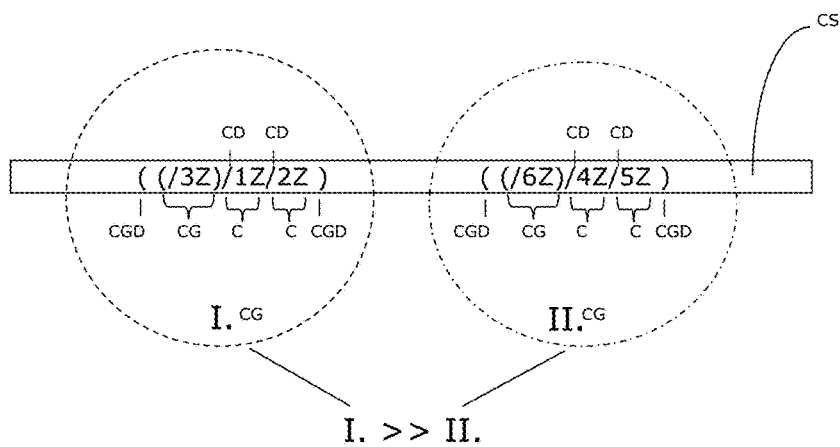 CS
CD CD CD CD
( (/3Z)/1Z/2Z ) ( (/6Z)/4Z/5Z )
CGD CG C C CGD CGD CG C C CGD
I. CG II. CG
I. >> II.